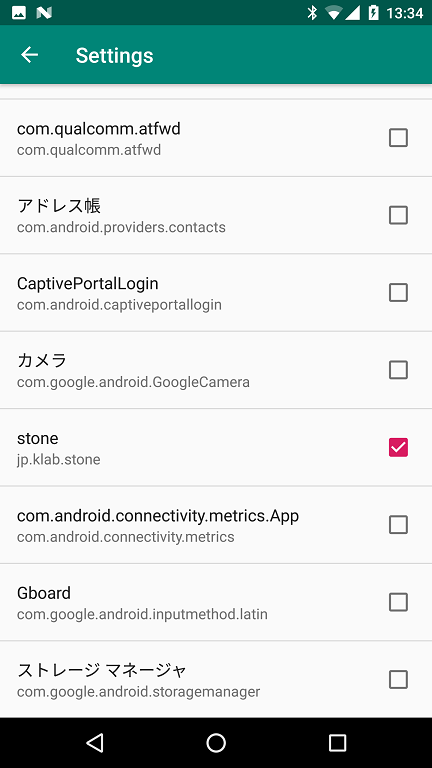 13:34
Settings
com.qualcomm.atfwd
com.qualcomm.atfwd
アドレス帳
com.android.providers.contacts
CaptivePortalLogin
com.android.captiveportallogin
カメラ
com.google.android.GoogleCamera
stone
jp.klab.stone
com.android.connectivity.metrics.App
com.android.connectivity.metrics
Gboard
com.google.android.inputmethod.latin
ストレージ マネージャ
com.google.android.storagemanager